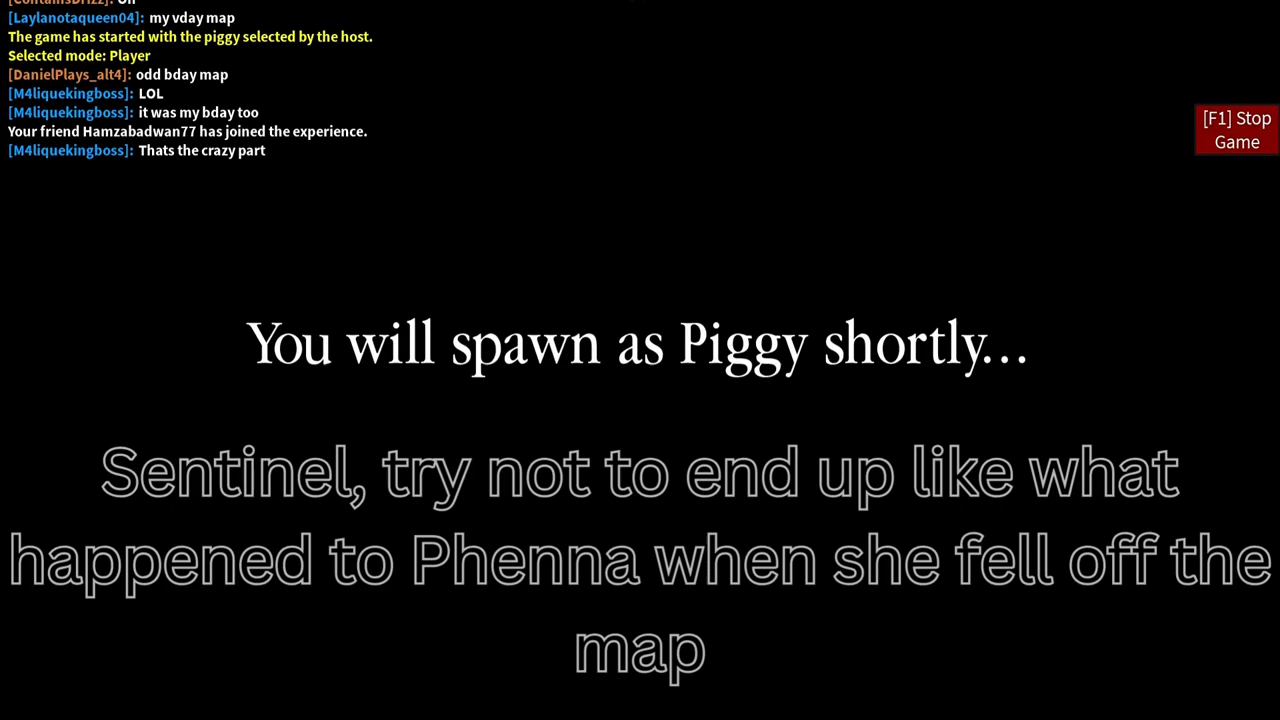 [ContainsDrizz]: On
[Laylanotaqueen04]: my vday map
The game has started with the piggy selected by the host.
Selected mode: Player
[DanielPlays_alt4]: odd bday map
[M4liquekingboss]: LOL
[M4liquekingboss]: it was my bday too
Your friend Hamzabadwan77 has joined the experience.
[M4liquekingboss]: Thats the crazy part
[F1] Stop
Game
You will spawn as Piggy shortly...
Sentinel, try not to end up like what
happened to Phenna when she fell off the
map